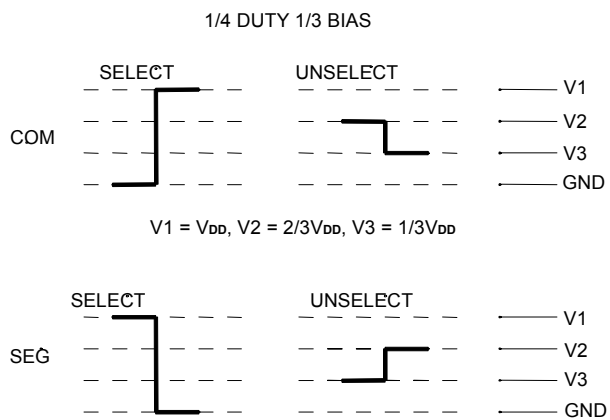 1/4 DUTY 1/3 BIAS
SELECT UNSELECT
V1
V2
COM
V3
GND
V1 = VDD, V2 = 2/3VDD, V3 = 1/3VDD
SELECT UNSELECT
V1
V2
SEG
V3
GND